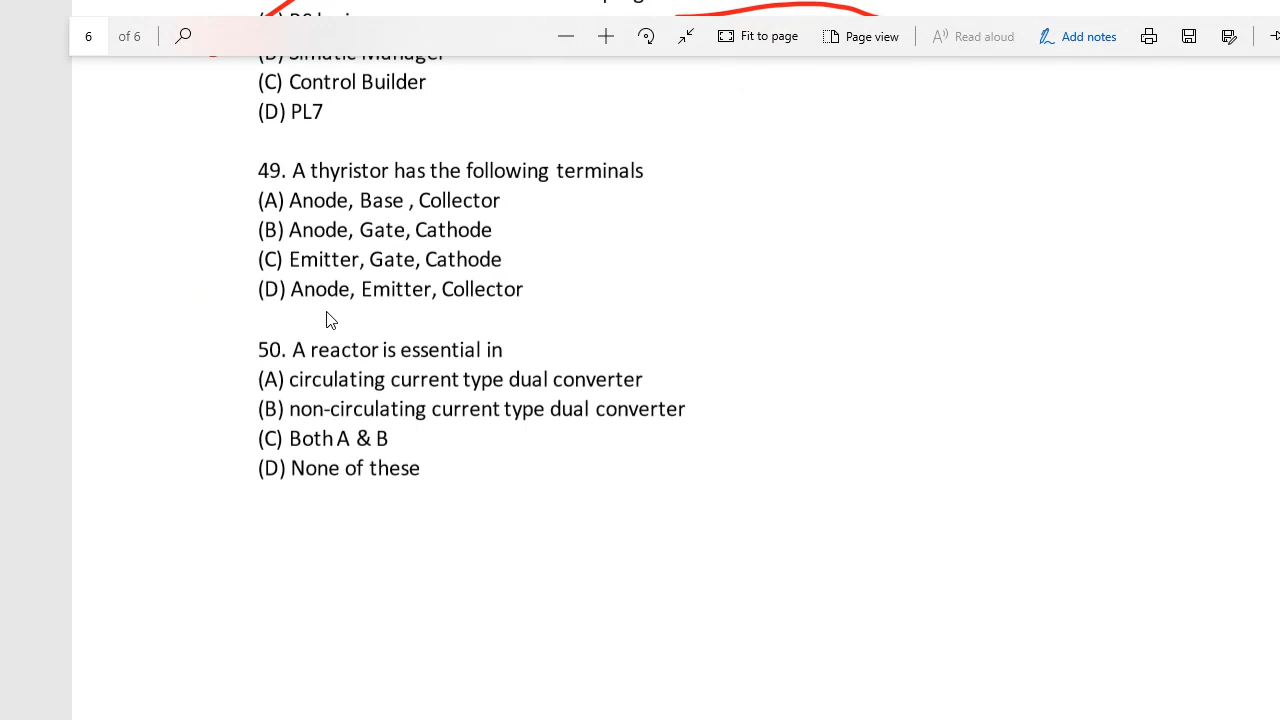 6 of 6 Fit to page Page view Read aloud Add notes
(C) Control Builder
(D) PL7
49. A thyristor has the following terminals
(A) Anode, Base , Collector
(B) Anode, Gate, Cathode
(C) Emitter, Gate, Cathode
(D) Anode, Emitter, Collector
50. A reactor is essential in
(A) circulating current type dual converter
(B) non-circulating current type dual converter
(C) Both A & B
(D) None of these